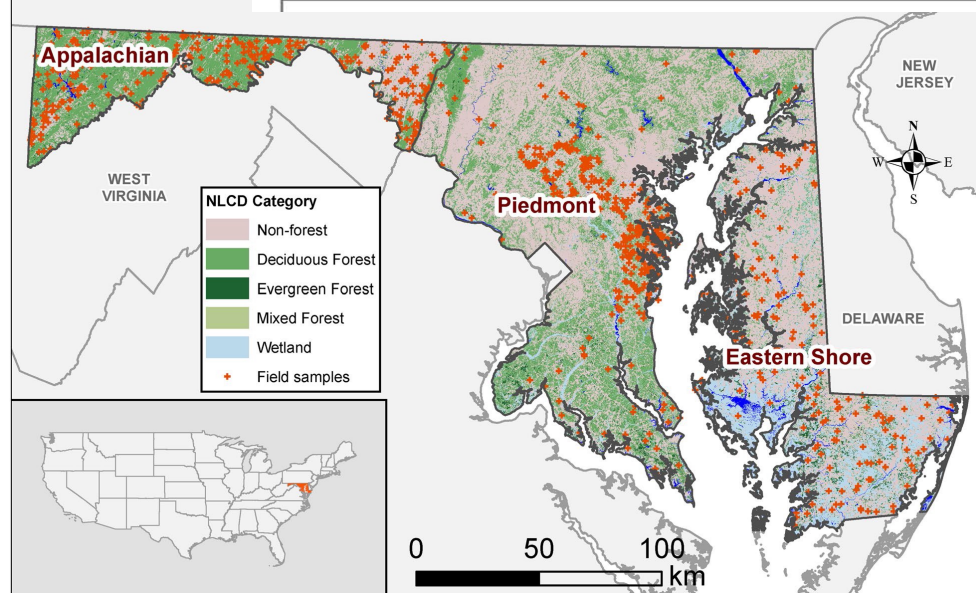 Appalachian
NEW
JERSEY
N
W
E
S
WEST
VIRGINIA
Piedmont
NLCD Category
Non-forest
Deciduous Forest
Evergreen Forest
Mixed Forest
Wetland
Field samples
DELAWARE
Eastern Shore
0
50
100
km